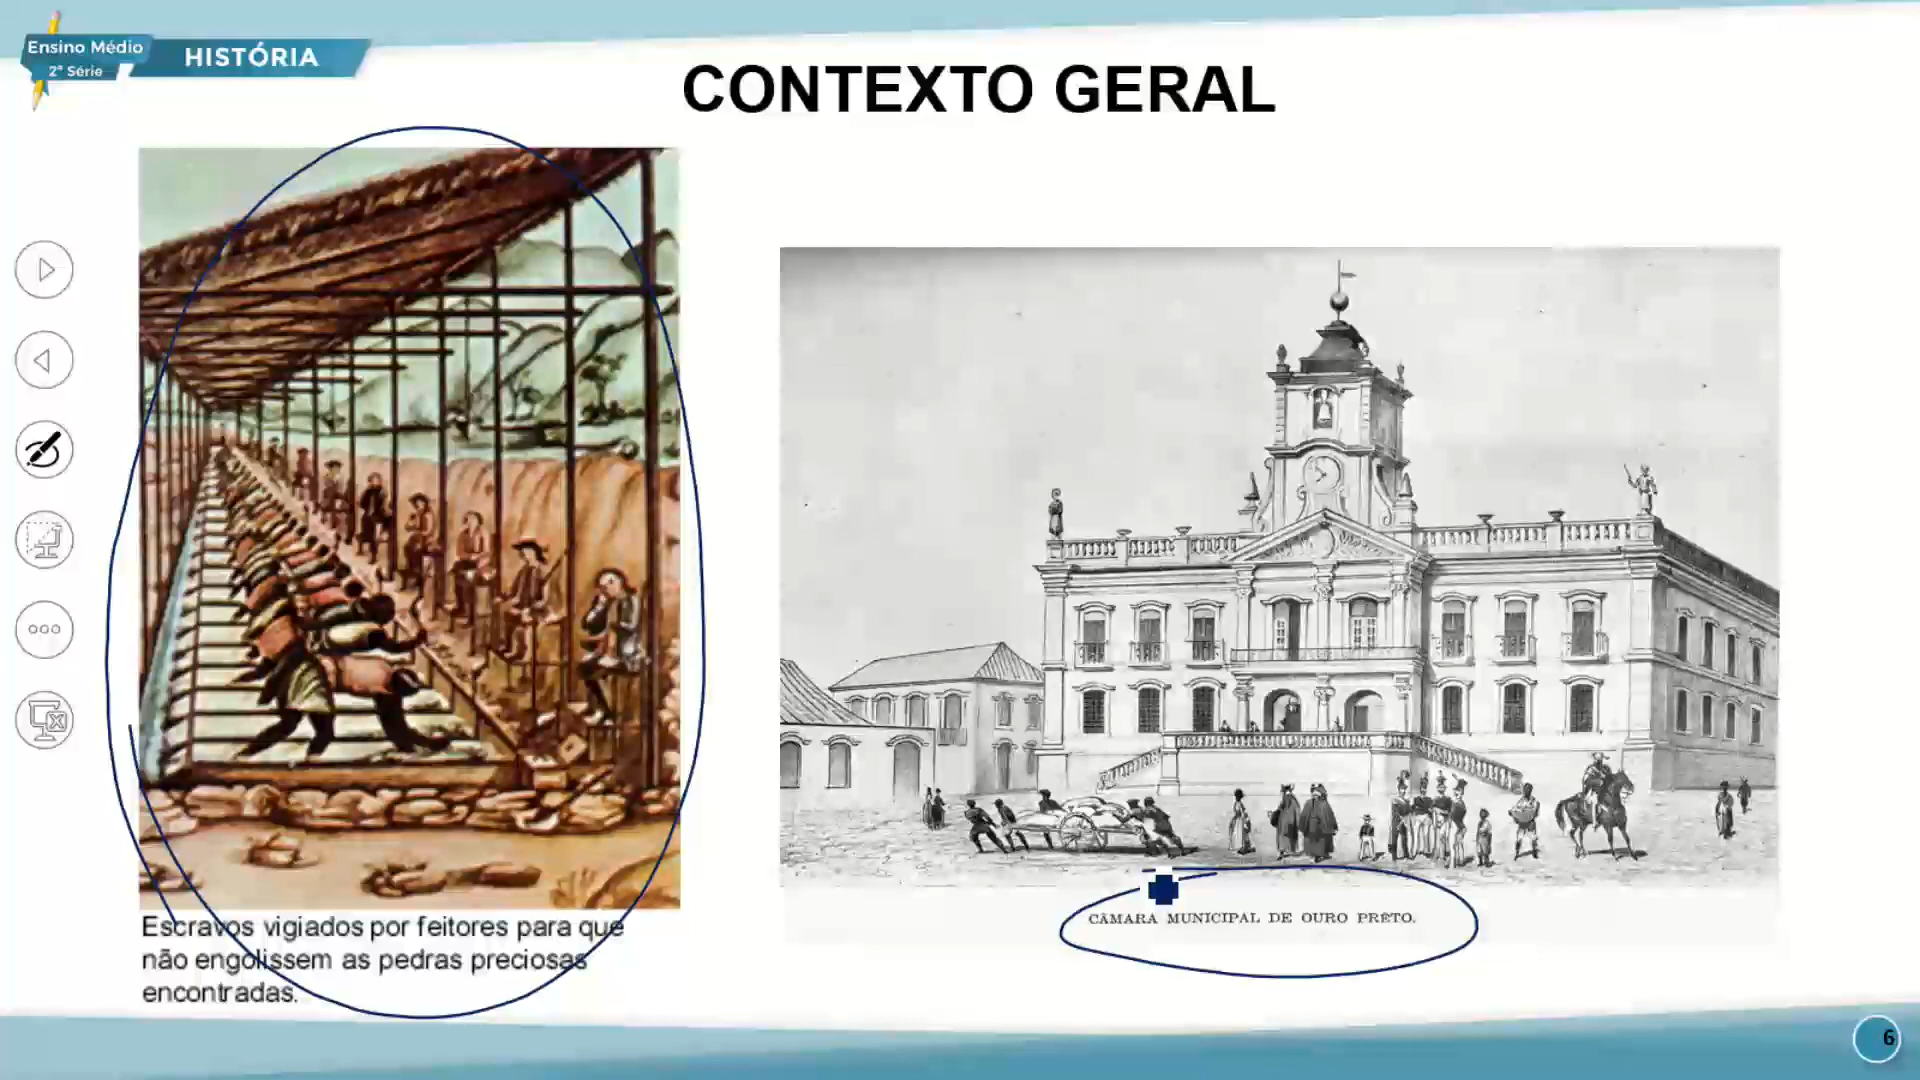 Ensino Médio
2ª Série
HISTÓRIA
CONTEXTO GERAL
Escravos vigiados por feitores para que
não engolissem as pedras preciosas
encontradas.
CÂMARA MUNICIPAL DE OURO PRETO.
6